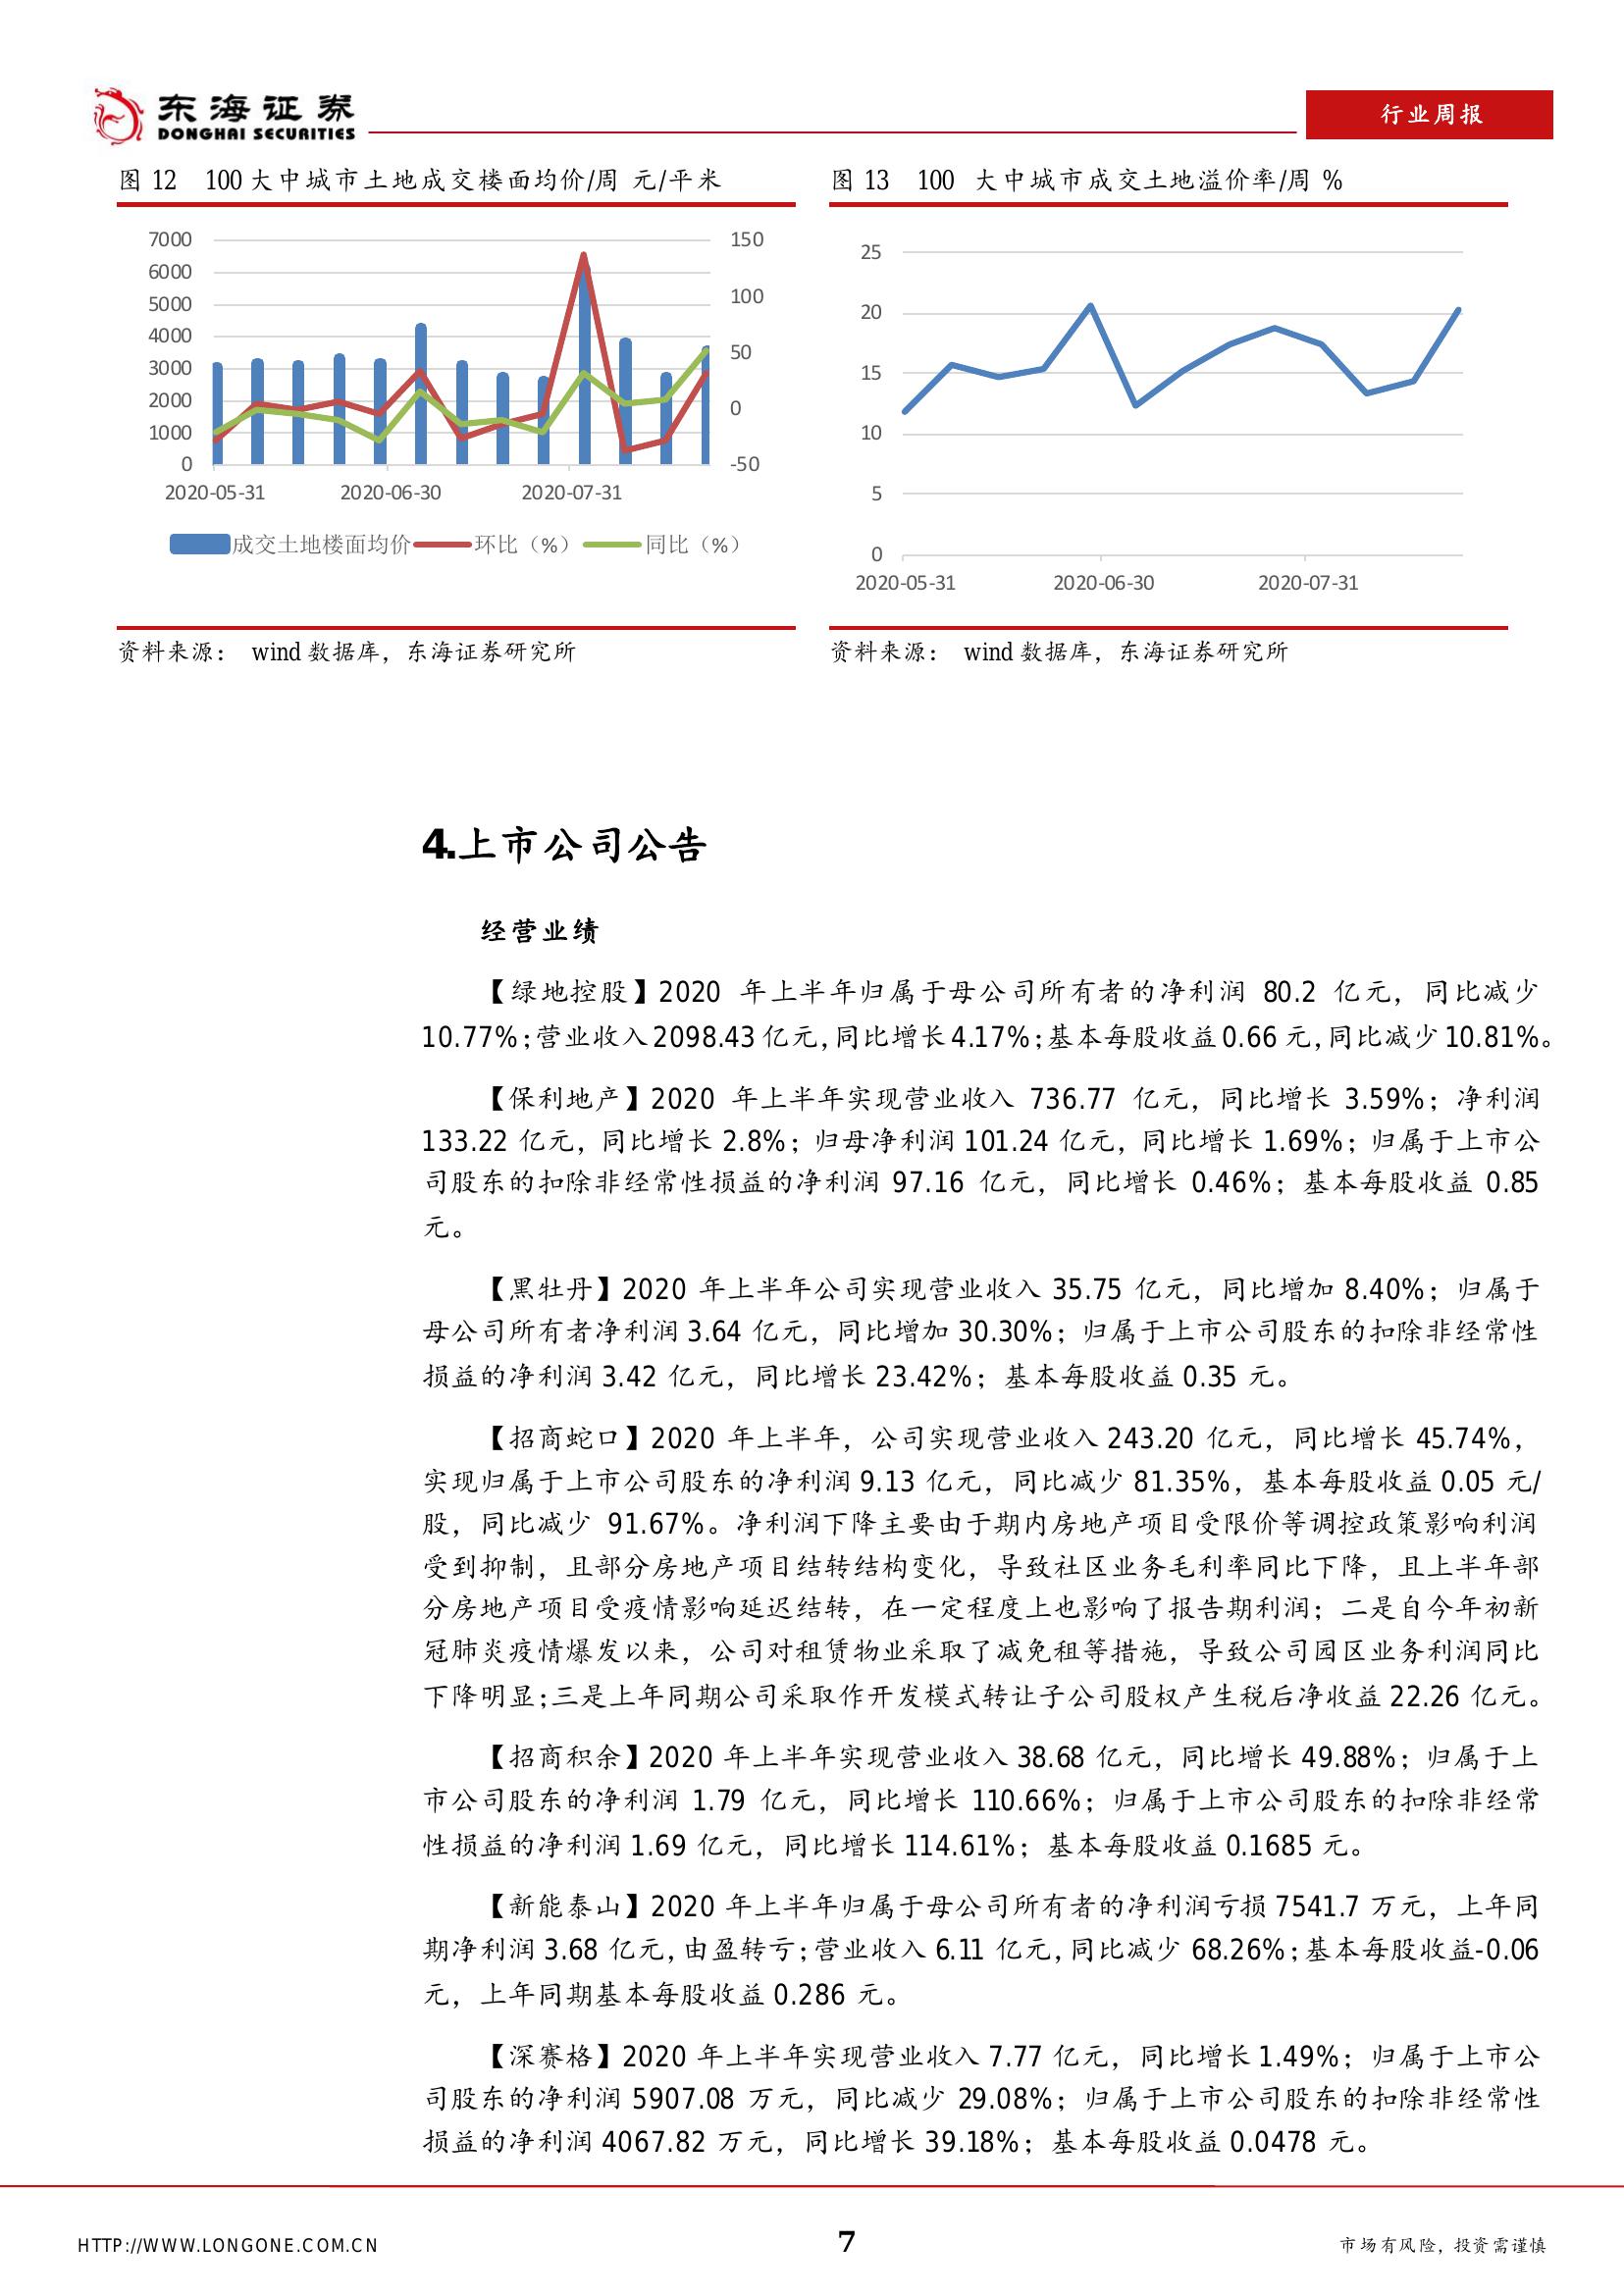 东海证券
DONGHAI SECURITIES
行业周报
图 12 100 大中城市土地成交楼面均价/周 元/平米
7000
6000
5000
4000
3000
2000
1000
0
150
100
50
0
-50
2020-05-31 2020-06-30 2020-07-31
成交土地楼面均价 环比（%） 同比（%）
资料来源： wind 数据库，东海证券研究所
图 13 100 大中城市成交土地溢价率/周 %
25
20
15
10
5
0
2020-05-31 2020-06-30 2020-07-31
资料来源： wind 数据库，东海证券研究所
4.上市公司公告
经营业绩
【绿地控股】2020 年上半年归属于母公司所有者的净利润 80.2 亿元，同比减少
10.77%；营业收入 2098.43 亿元，同比增长 4.17%；基本每股收益 0.66 元，同比减少 10.81%。
【保利地产】2020 年上半年实现营业收入 736.77 亿元，同比增长 3.59%；净利润
133.22 亿元，同比增长 2.8%；归母净利润 101.24 亿元，同比增长 1.69%；归属于上市公
司股东的扣除非经常性损益的净利润 97.16 亿元，同比增长 0.46%；基本每股收益 0.85
元。
【黑牡丹】2020 年上半年公司实现营业收入 35.75 亿元，同比增加 8.40%；归属于
母公司所有者净利润 3.64 亿元，同比增加 30.30%；归属于上市公司股东的扣除非经常性
损益的净利润 3.42 亿元，同比增长 23.42%；基本每股收益 0.35 元。
【招商蛇口】2020 年上半年，公司实现营业收入 243.20 亿元，同比增长 45.74%，
实现归属于上市公司股东的净利润 9.13 亿元，同比减少 81.35%，基本每股收益 0.05 元/
股，同比减少 91.67%。净利润下降主要由于期内房地产项目受限价等调控政策影响利润
受到抑制，且部分房地产项目结转结构变化，导致社区业务毛利率同比下降，且上半年部
分房地产项目受疫情影响延迟结转，在一定程度上也影响了报告期利润；二是自今年初新
冠肺炎疫情爆发以来，公司对租赁物业采取了减免租等措施，导致公司园区业务利润同比
下降明显；三是上年同期公司采取作开发模式转让子公司股权产生税后净收益 22.26 亿元。
【招商积余】2020 年上半年实现营业收入 38.68 亿元，同比增长 49.88%；归属于上
市公司股东的净利润 1.79 亿元，同比增长 110.66%；归属于上市公司股东的扣除非经常
性损益的净利润 1.69 亿元，同比增长 114.61%；基本每股收益 0.1685 元。
【新能泰山】2020 年上半年归属于母公司所有者的净利润亏损 7541.7 万元，上年同
期净利润 3.68 亿元，由盈转亏；营业收入 6.11 亿元，同比减少 68.26%；基本每股收益-0.06
元，上年同期基本每股收益 0.286 元。
【深赛格】2020 年上半年实现营业收入 7.77 亿元，同比增长 1.49%；归属于上市公
司股东的净利润 5907.08 万元，同比减少 29.08%；归属于上市公司股东的扣除非经常性
损益的净利润 4067.82 万元，同比增长 39.18%；基本每股收益 0.0478 元。
HTTP://WWW.LONGONE.COM.CN
7
市场有风险，投资需谨慎